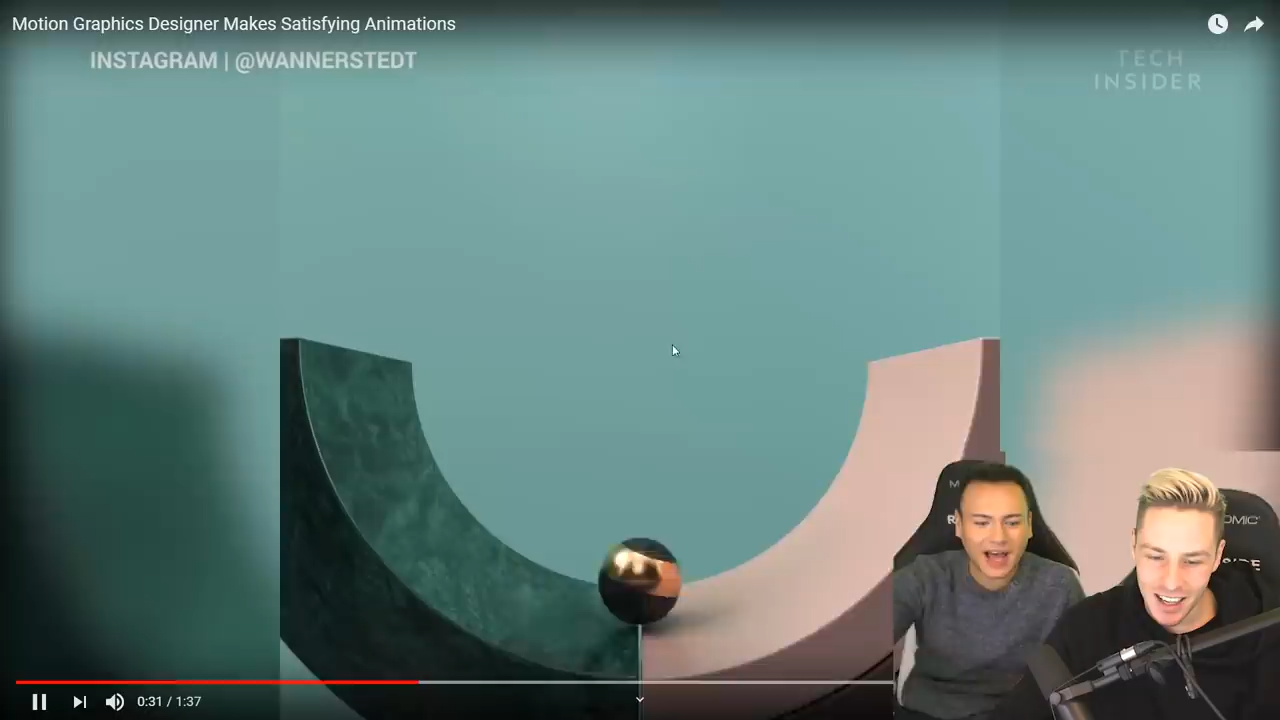 Motion Graphics Designer Makes Satisfying Animations
INSTAGRAM | @WANNERSTEDT
TECH
INSIDER
0:31 / 1:37